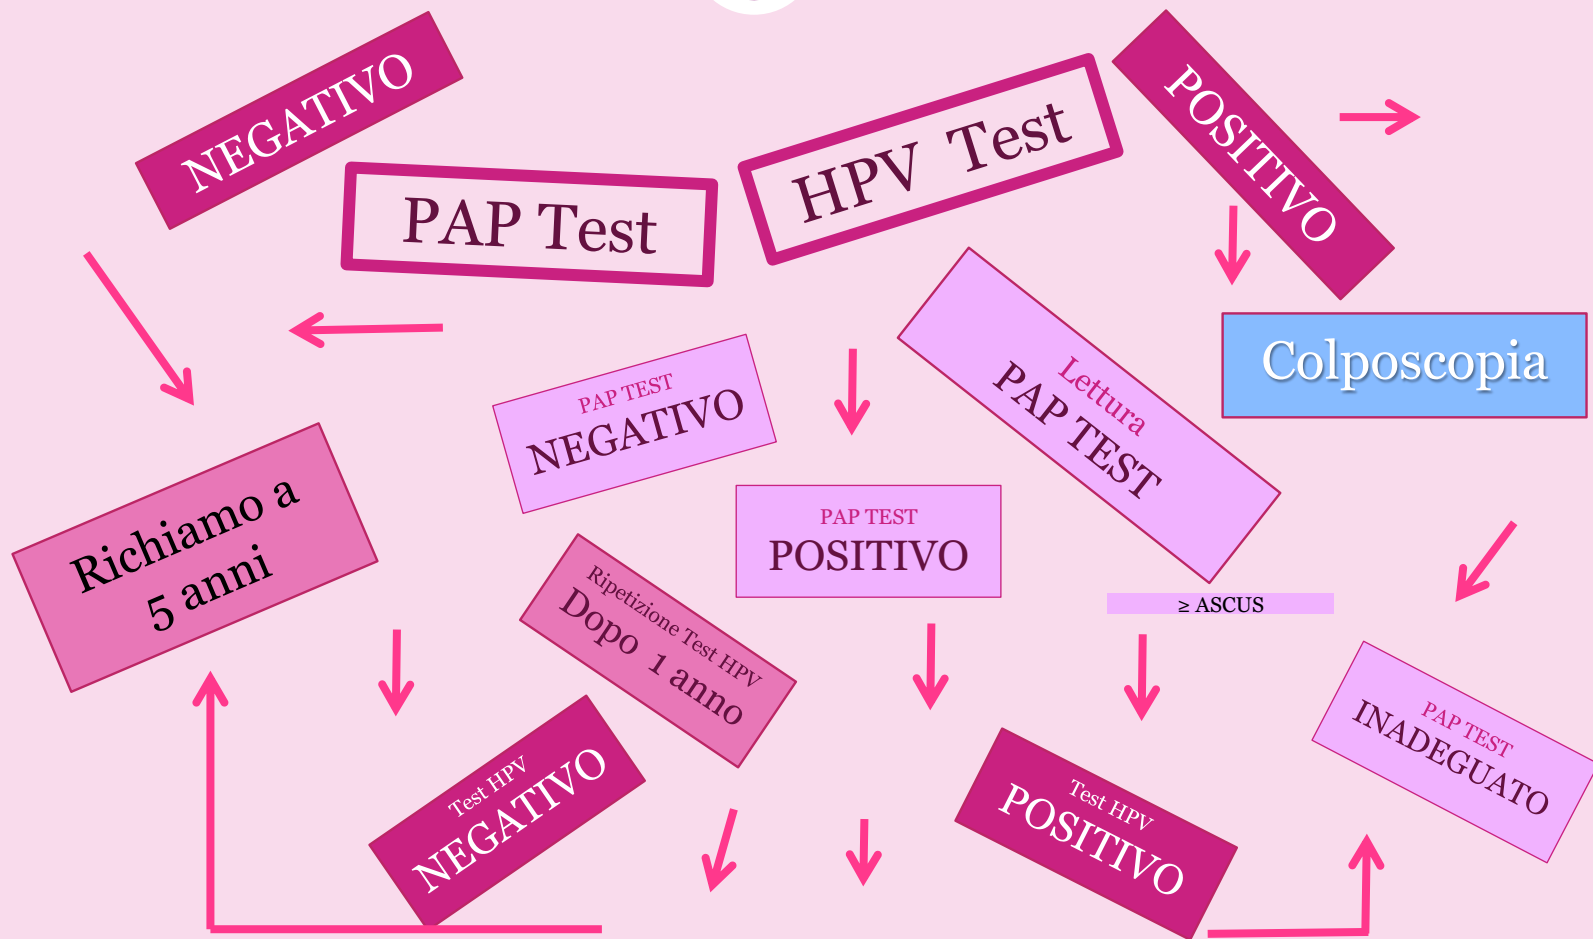 NEGATIVO
PAP Test
HPV Test
POSITIVO
Colposcopia
Lettura
PAP TEST
PAP TEST
NEGATIVO
PAP TEST
POSITIVO
≥ ASCUS
Richiamo a
5 anni
Ripetizione Test HPV
Dopo 1 anno
PAP TEST
INADEGUATO
Test HPV
NEGATIVO
Test HPV
POSITIVO